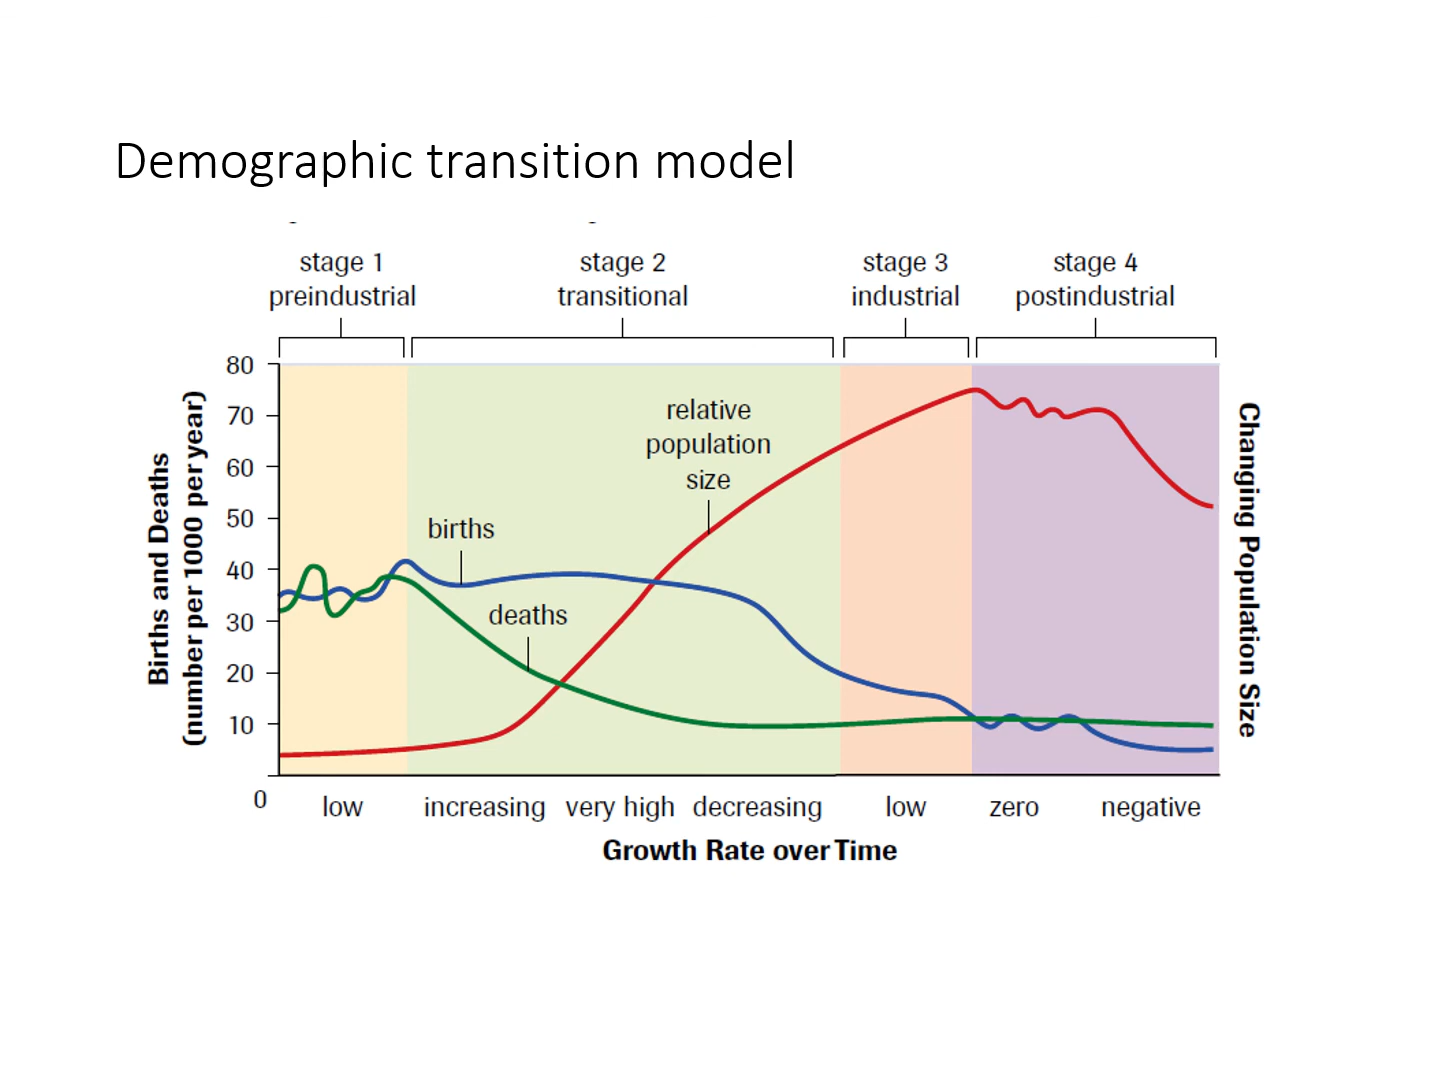 Demographic transition model
stage 1
preindustrial
stage 2
transitional
stage 3
industrial
stage 4
postindustrial
80
70
60
50
40
30
20
10
0
Births and Deaths
(number per 1000 per year)
births
deaths
relative
population
size
Changing Population Size
low
increasing
very high
decreasing
low
zero
negative
Growth Rate over Time